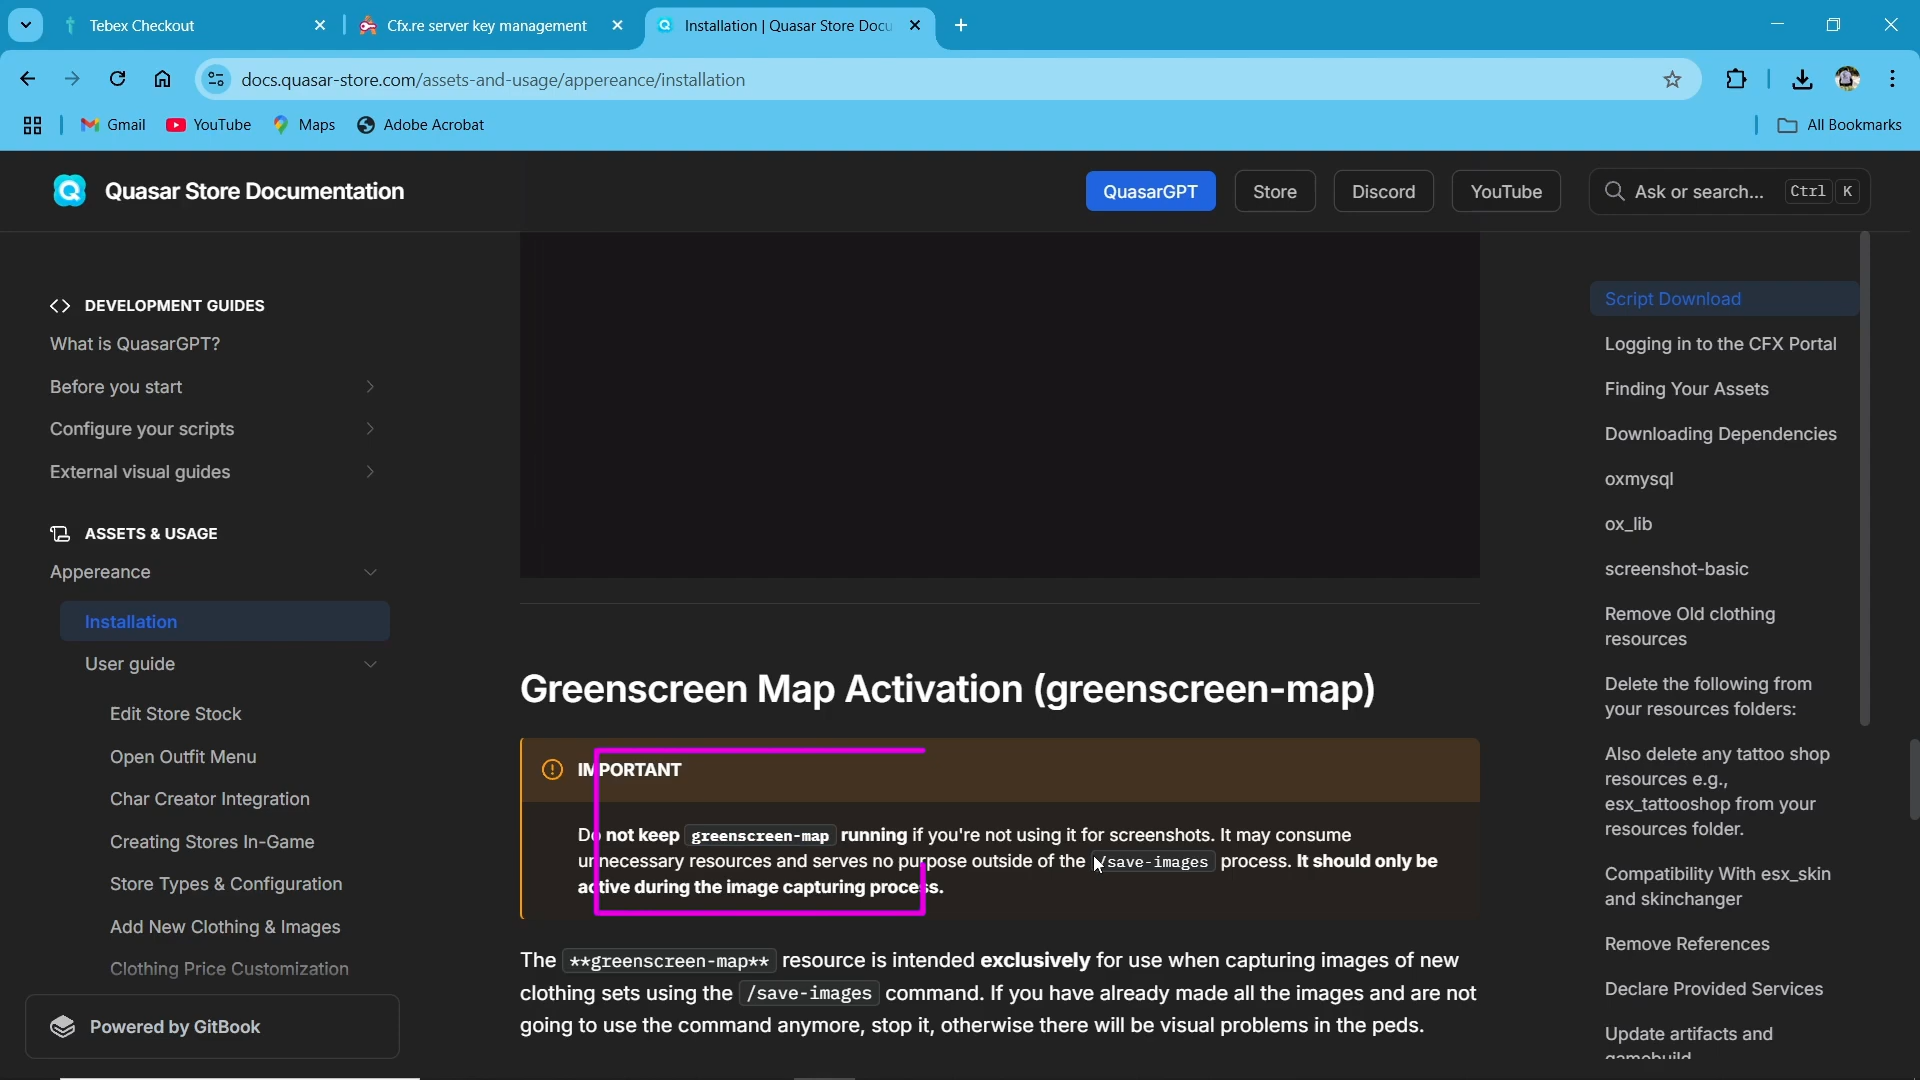 Tebex Checkout
Cfx.re server key management
Installation | Quasar Store Docu
docs.quasar-store.com/assets-and-usage/appereance/installation
Gmail
YouTube
Maps
Adobe Acrobat
All Bookmarks
Quasar Store Documentation
QuasarGPT
Store
Discord
YouTube
Ask or search...
Ctrl
K
DEVELOPMENT GUIDES
What is QuasarGPT?
Before you start
Configure your scripts
External visual guides
ASSETS & USAGE
Appereance
Installation
User guide
Edit Store Stock
Open Outfit Menu
Char Creator Integration
Creating Stores In-Game
Store Types & Configuration
Add New Clothing & Images
Clothing Price Customization
Powered by GitBook
Greenscreen Map Activation (greenscreen-map)
IMPORTANT
Do not keep greenscreen-map running if you're not using it for screenshots. It may consume
unnecessary resources and serves no purpose outside of the /save-images process. It should only be
active during the image capturing process.
The **greenscreen-map** resource is intended exclusively for use when capturing images of new
clothing sets using the /save-images command. If you have already made all the images and are not
going to use the command anymore, stop it, otherwise there will be visual problems in the peds.
Script Download
Logging in to the CFX Portal
Finding Your Assets
Downloading Dependencies
oxmysql
ox_lib
screenshot-basic
Remove Old clothing
resources
Delete the following from
your resources folders:
Also delete any tattoo shop
resources e.g.,
esx_tattooshop from your
resources folder.
Compatibility With esx_skin
and skinchanger
Remove References
Declare Provided Services
Update artifacts and
gamebuild